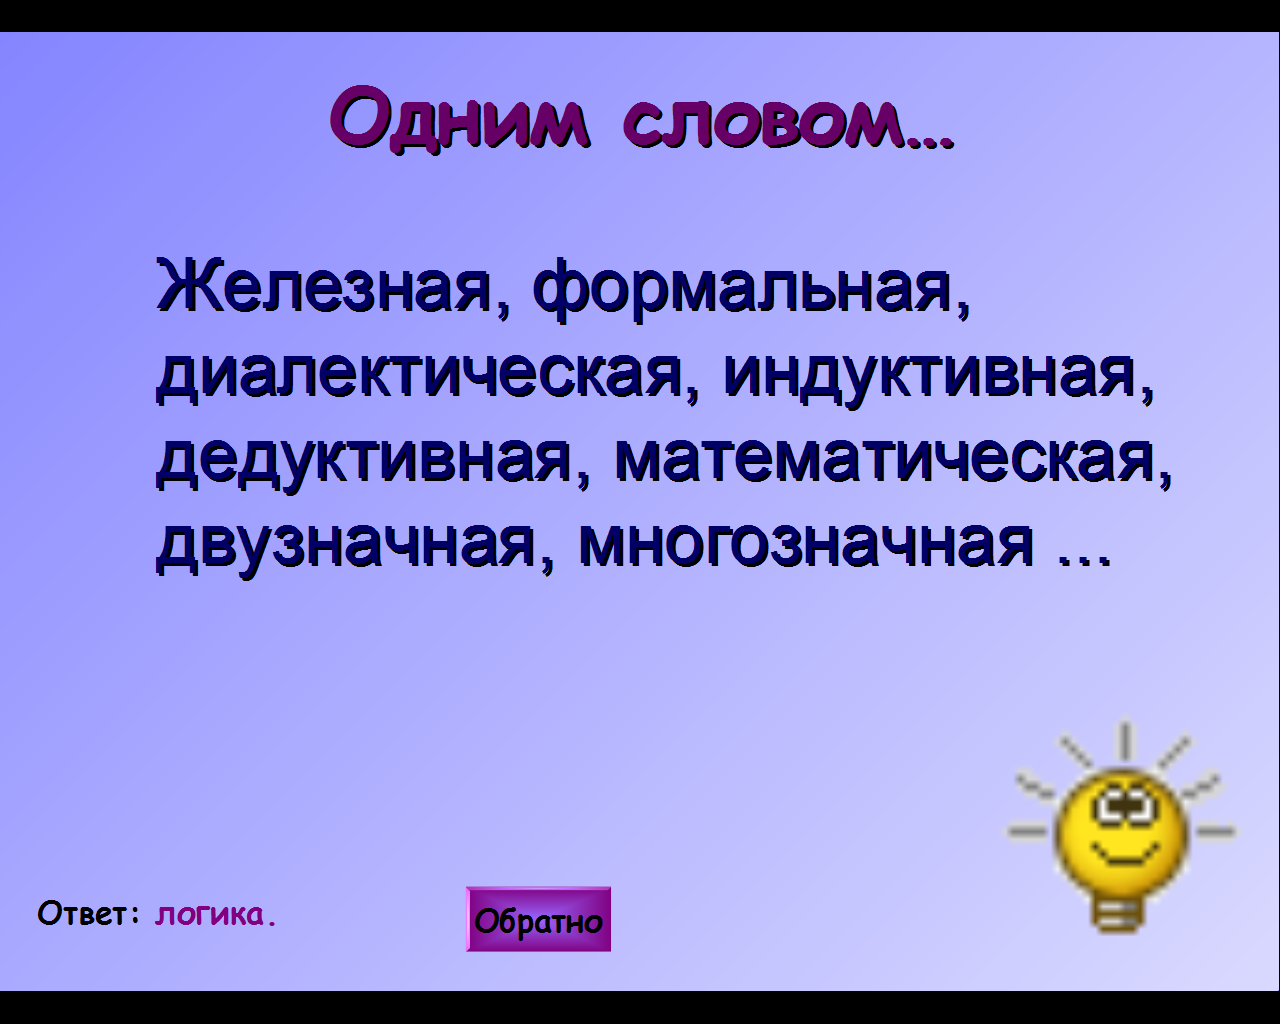 Одним словом...
Железная, формальная,
диалектическая, индуктивная,
дедуктивная, математическая,
двузначная, многозначная ...
Ответ: логика.
Обратно